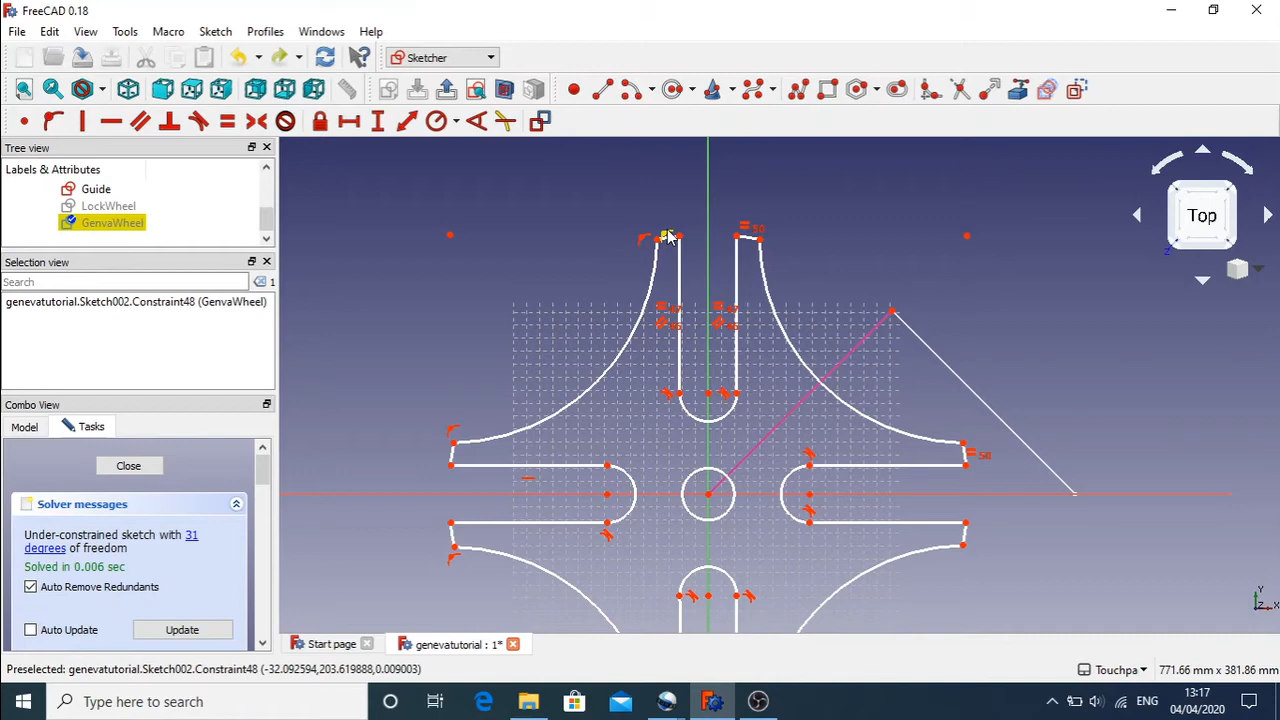 FreeCAD 0.18
File Edit View Tools Macro Sketch Profiles Windows Help
Sketcher
Tree view
Labels & Attributes
Guide
LockWheel
GenvaWheel
Selection view
Search
1
genevatutorial.Sketch002.Constraint48 (GenvaWheel)
Combo View
Model Tasks
Close
Solver messages
Under-constrained sketch with 31
degrees of freedom
Solved in 0.006 sec
Auto Remove Redundants
Auto Update
Update
Top
Z
50
Y
Z X
Start page
genevatutorial : 1*
Preselected: genevatutorial.Sketch002.Constraint48 (-32.092594,203.619888,0.009003)
Touchpa
771.66 mm x 381.86 mm
Type here to search
ENG
13:17
04/04/2020